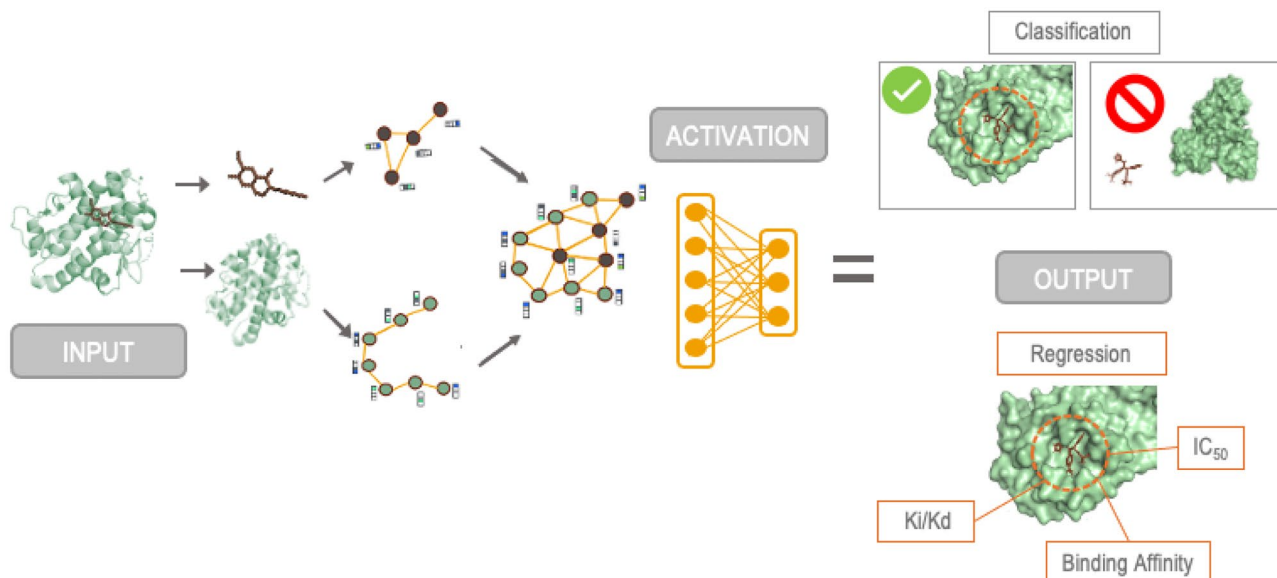 Classification
ACTIVATION
INPUT
OUTPUT
Regression
IC₅₀
Ki/Kd
Binding Affinity